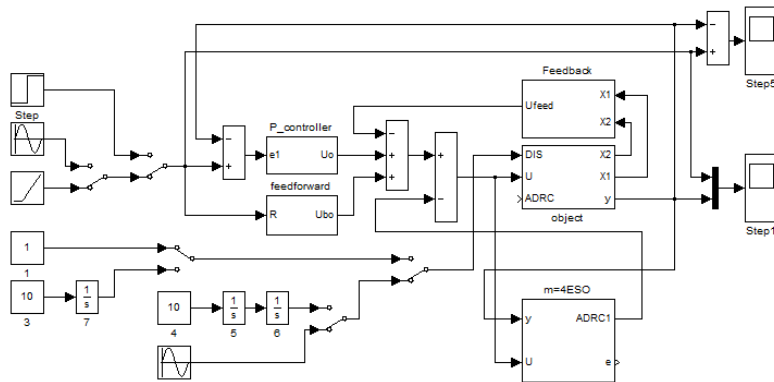 Step5
Feedback
Ufeed
X1
X2
Step
P_controller
e1
Uo
feedforward
R
Ubo
DIS
U
ADRC
X2
X1
y
object
Step1
1
1
10
3
1
s
7
10
4
1
s
5
1
s
6
m=4ESO
y
U
ADRC1
e